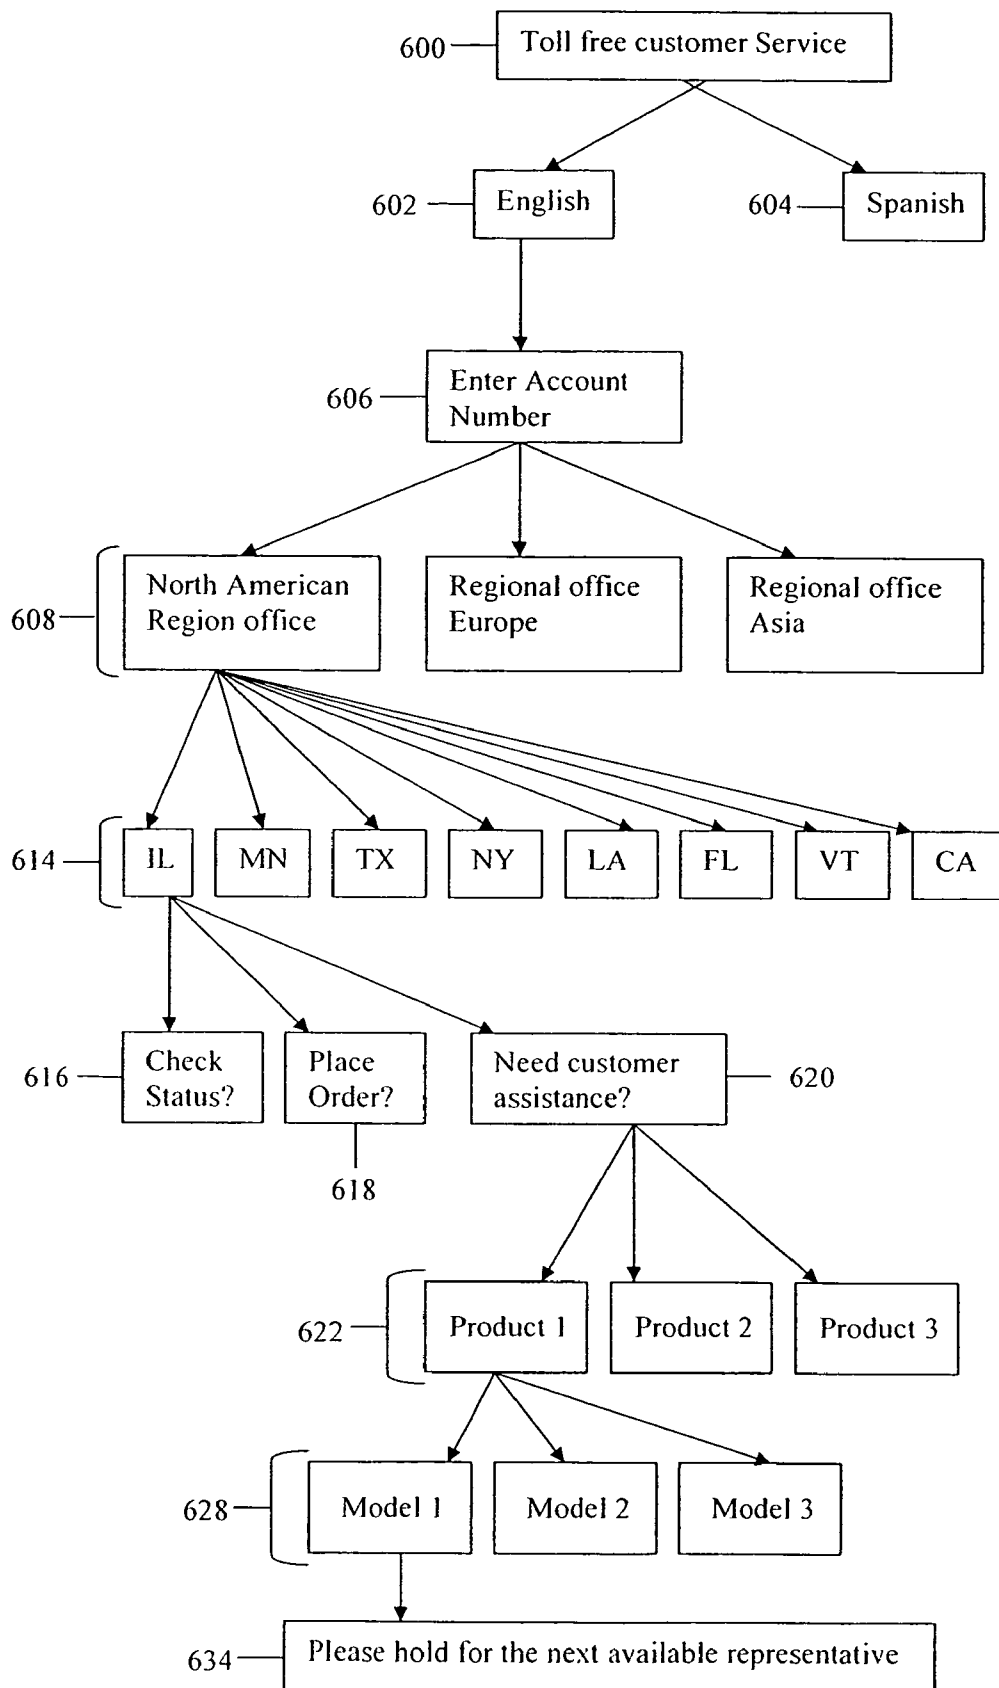 600
Toll free customer Service
602
English
604
Spanish
606
Enter Account
Number
608
North American
Region office
Regional office
Europe
Regional office
Asia
614
IL
MN
TX
NY
LA
FL
VT
CA
616
Check
Status?
Place
Order?
Need customer
assistance?
620
618
622
Product 1
Product 2
Product 3
628
Model 1
Model 2
Model 3
634
Please hold for the next available representative